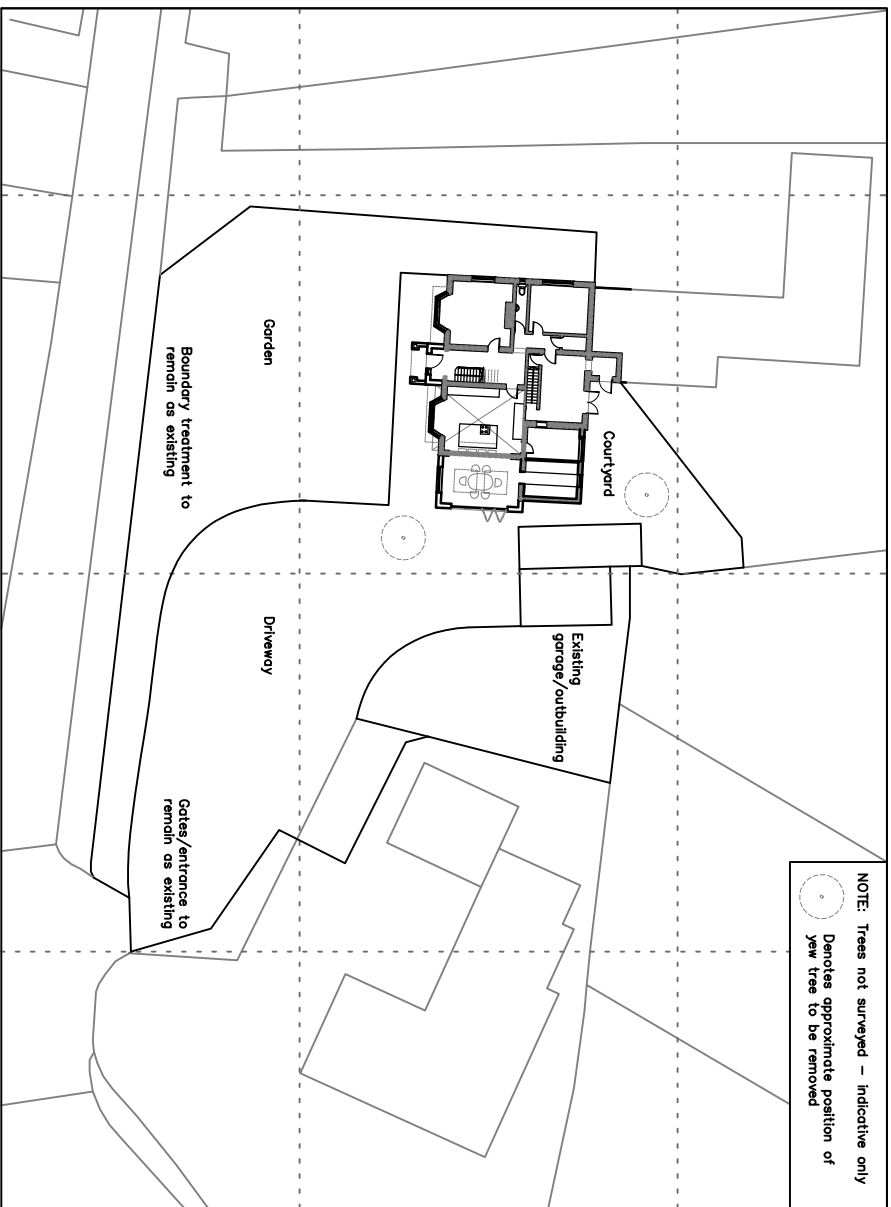 NOTE: Trees not surveyed – indicative only
Denotes approximate position of
yew tree to be removed
Courtyard
Existing
garage/outbuilding
Garden
Driveway
Boundary treatment to
remain as existing
Gates/entrance to
remain as existing